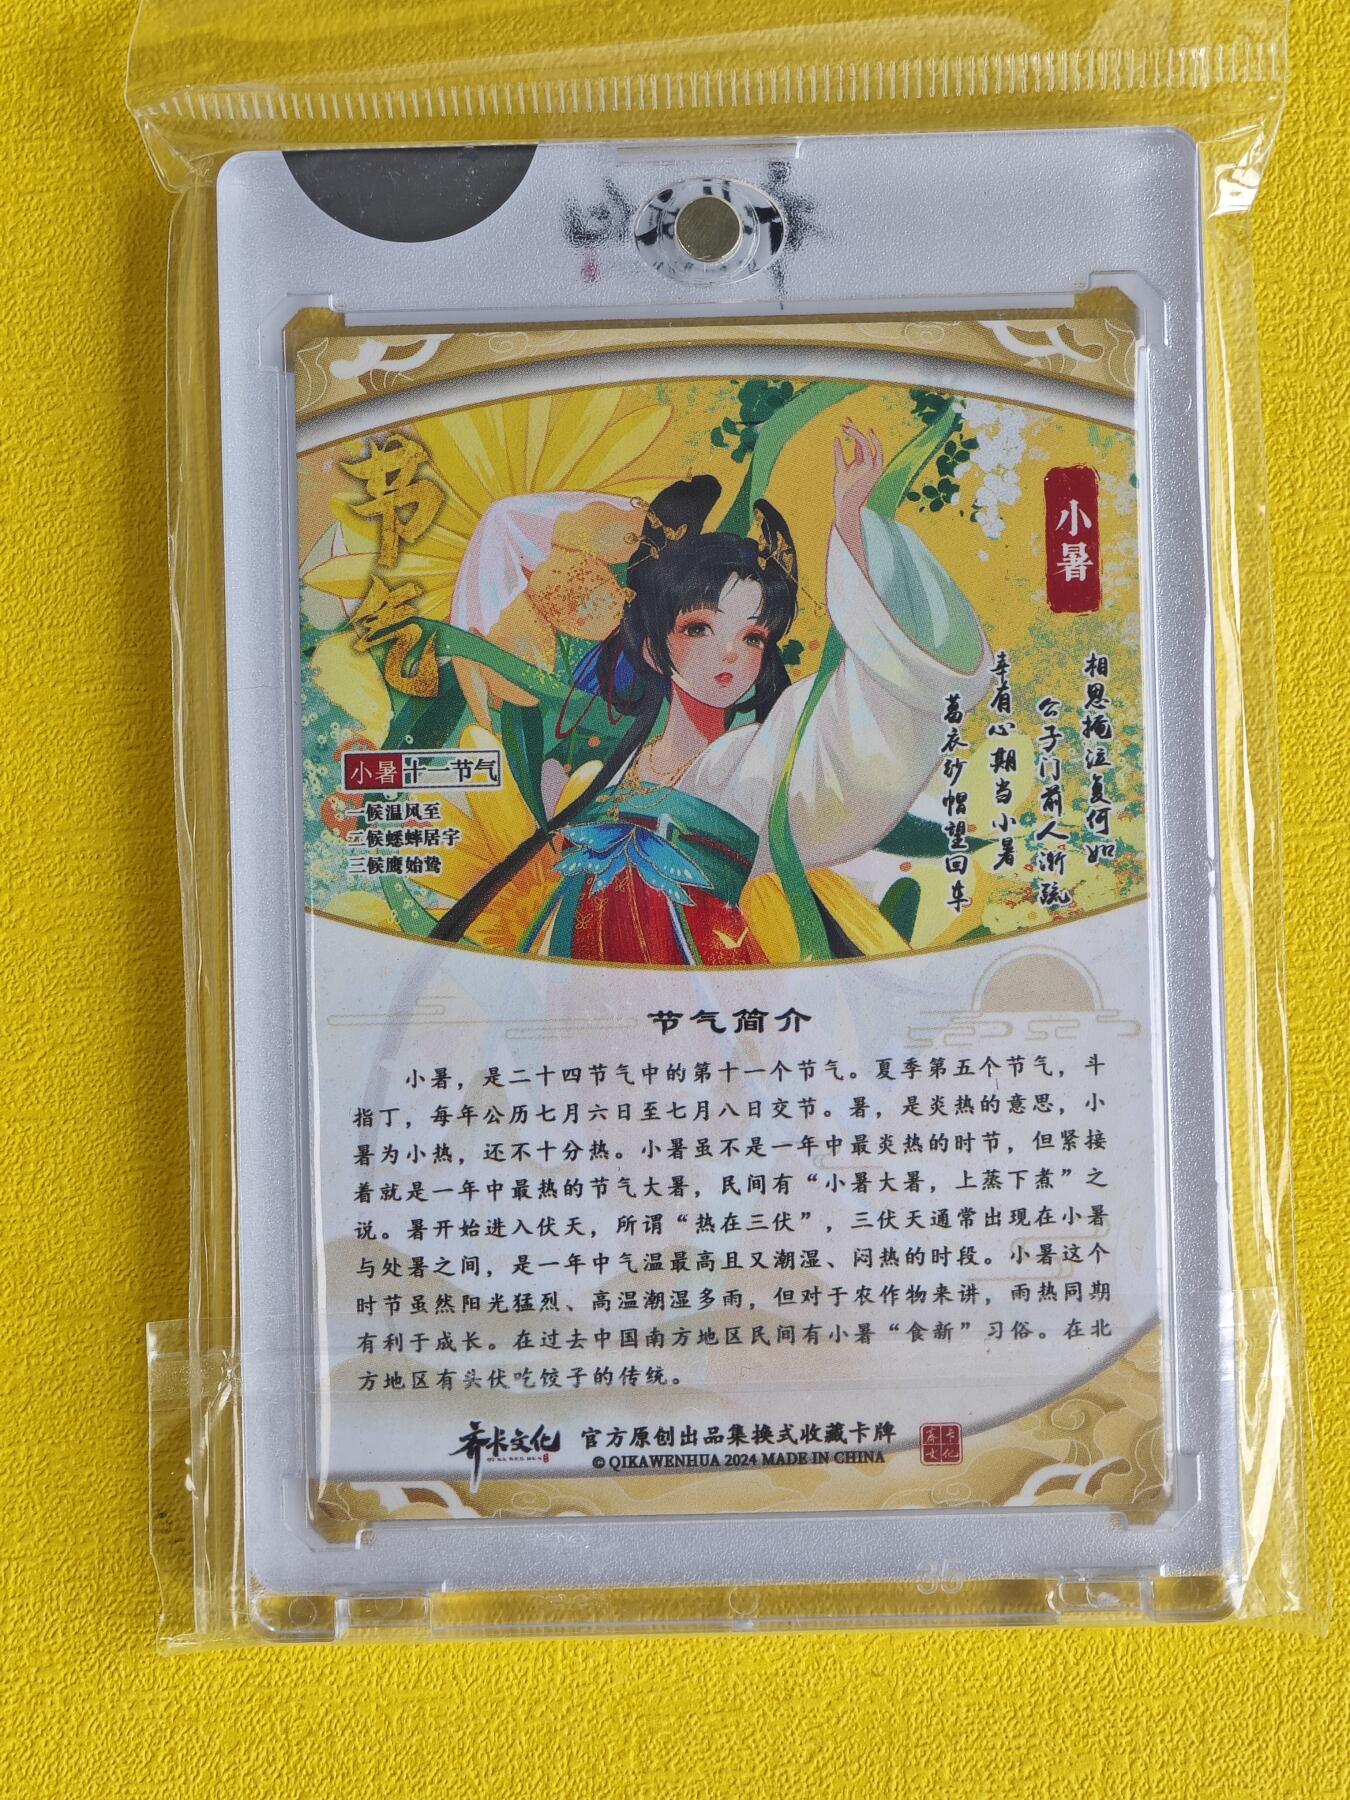 节气
小暑
相思掩泣复何如
公子门前人渐疏
幸有心期当小暑
葛衣纱帽望回车
小暑 十一节气
一候温风至
二候蟋蟀居宇
三候鹰始鸷
节气简介
小暑，是二十四节气中的第十一个节气。夏季第五个节气，斗
指丁，每年公历七月六日至七月八日交节。暑，是炎热的意思，小
暑为小热，还不十分热。小暑虽不是一年中最炎热的时节，但紧接
着就是一年中最热的节气大暑，民间有“小暑大暑，上蒸下煮”之
说。暑开始进入伏天，所谓“热在三伏”，三伏天通常出现在小暑
与处暑之间，是一年中气温最高且又潮湿、闷热的时段。小暑这个
时节虽然阳光猛烈、高温潮湿多雨，但对于农作物来讲，雨热同期
有利于成长。在过去中国南方地区民间有小暑“食新”习俗。在北
方地区有头伏吃饺子的传统。
齐卡文化 官方原创出品集换式收藏卡牌
© QIKAWENHUA 2024 MADE IN CHINA